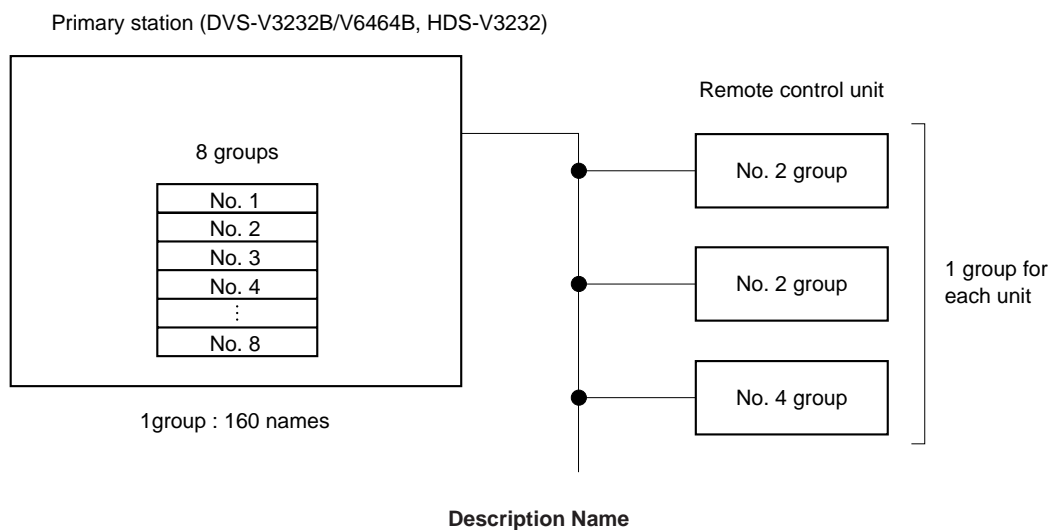 Primary station (DVS-V3232B/V6464B, HDS-V3232)
8 groups
No. 1
No. 2
No. 3
No. 4
⋮
No. 8
1group : 160 names
Remote control unit
No. 2 group
No. 2 group
No. 4 group
1 group for
each unit
Description Name